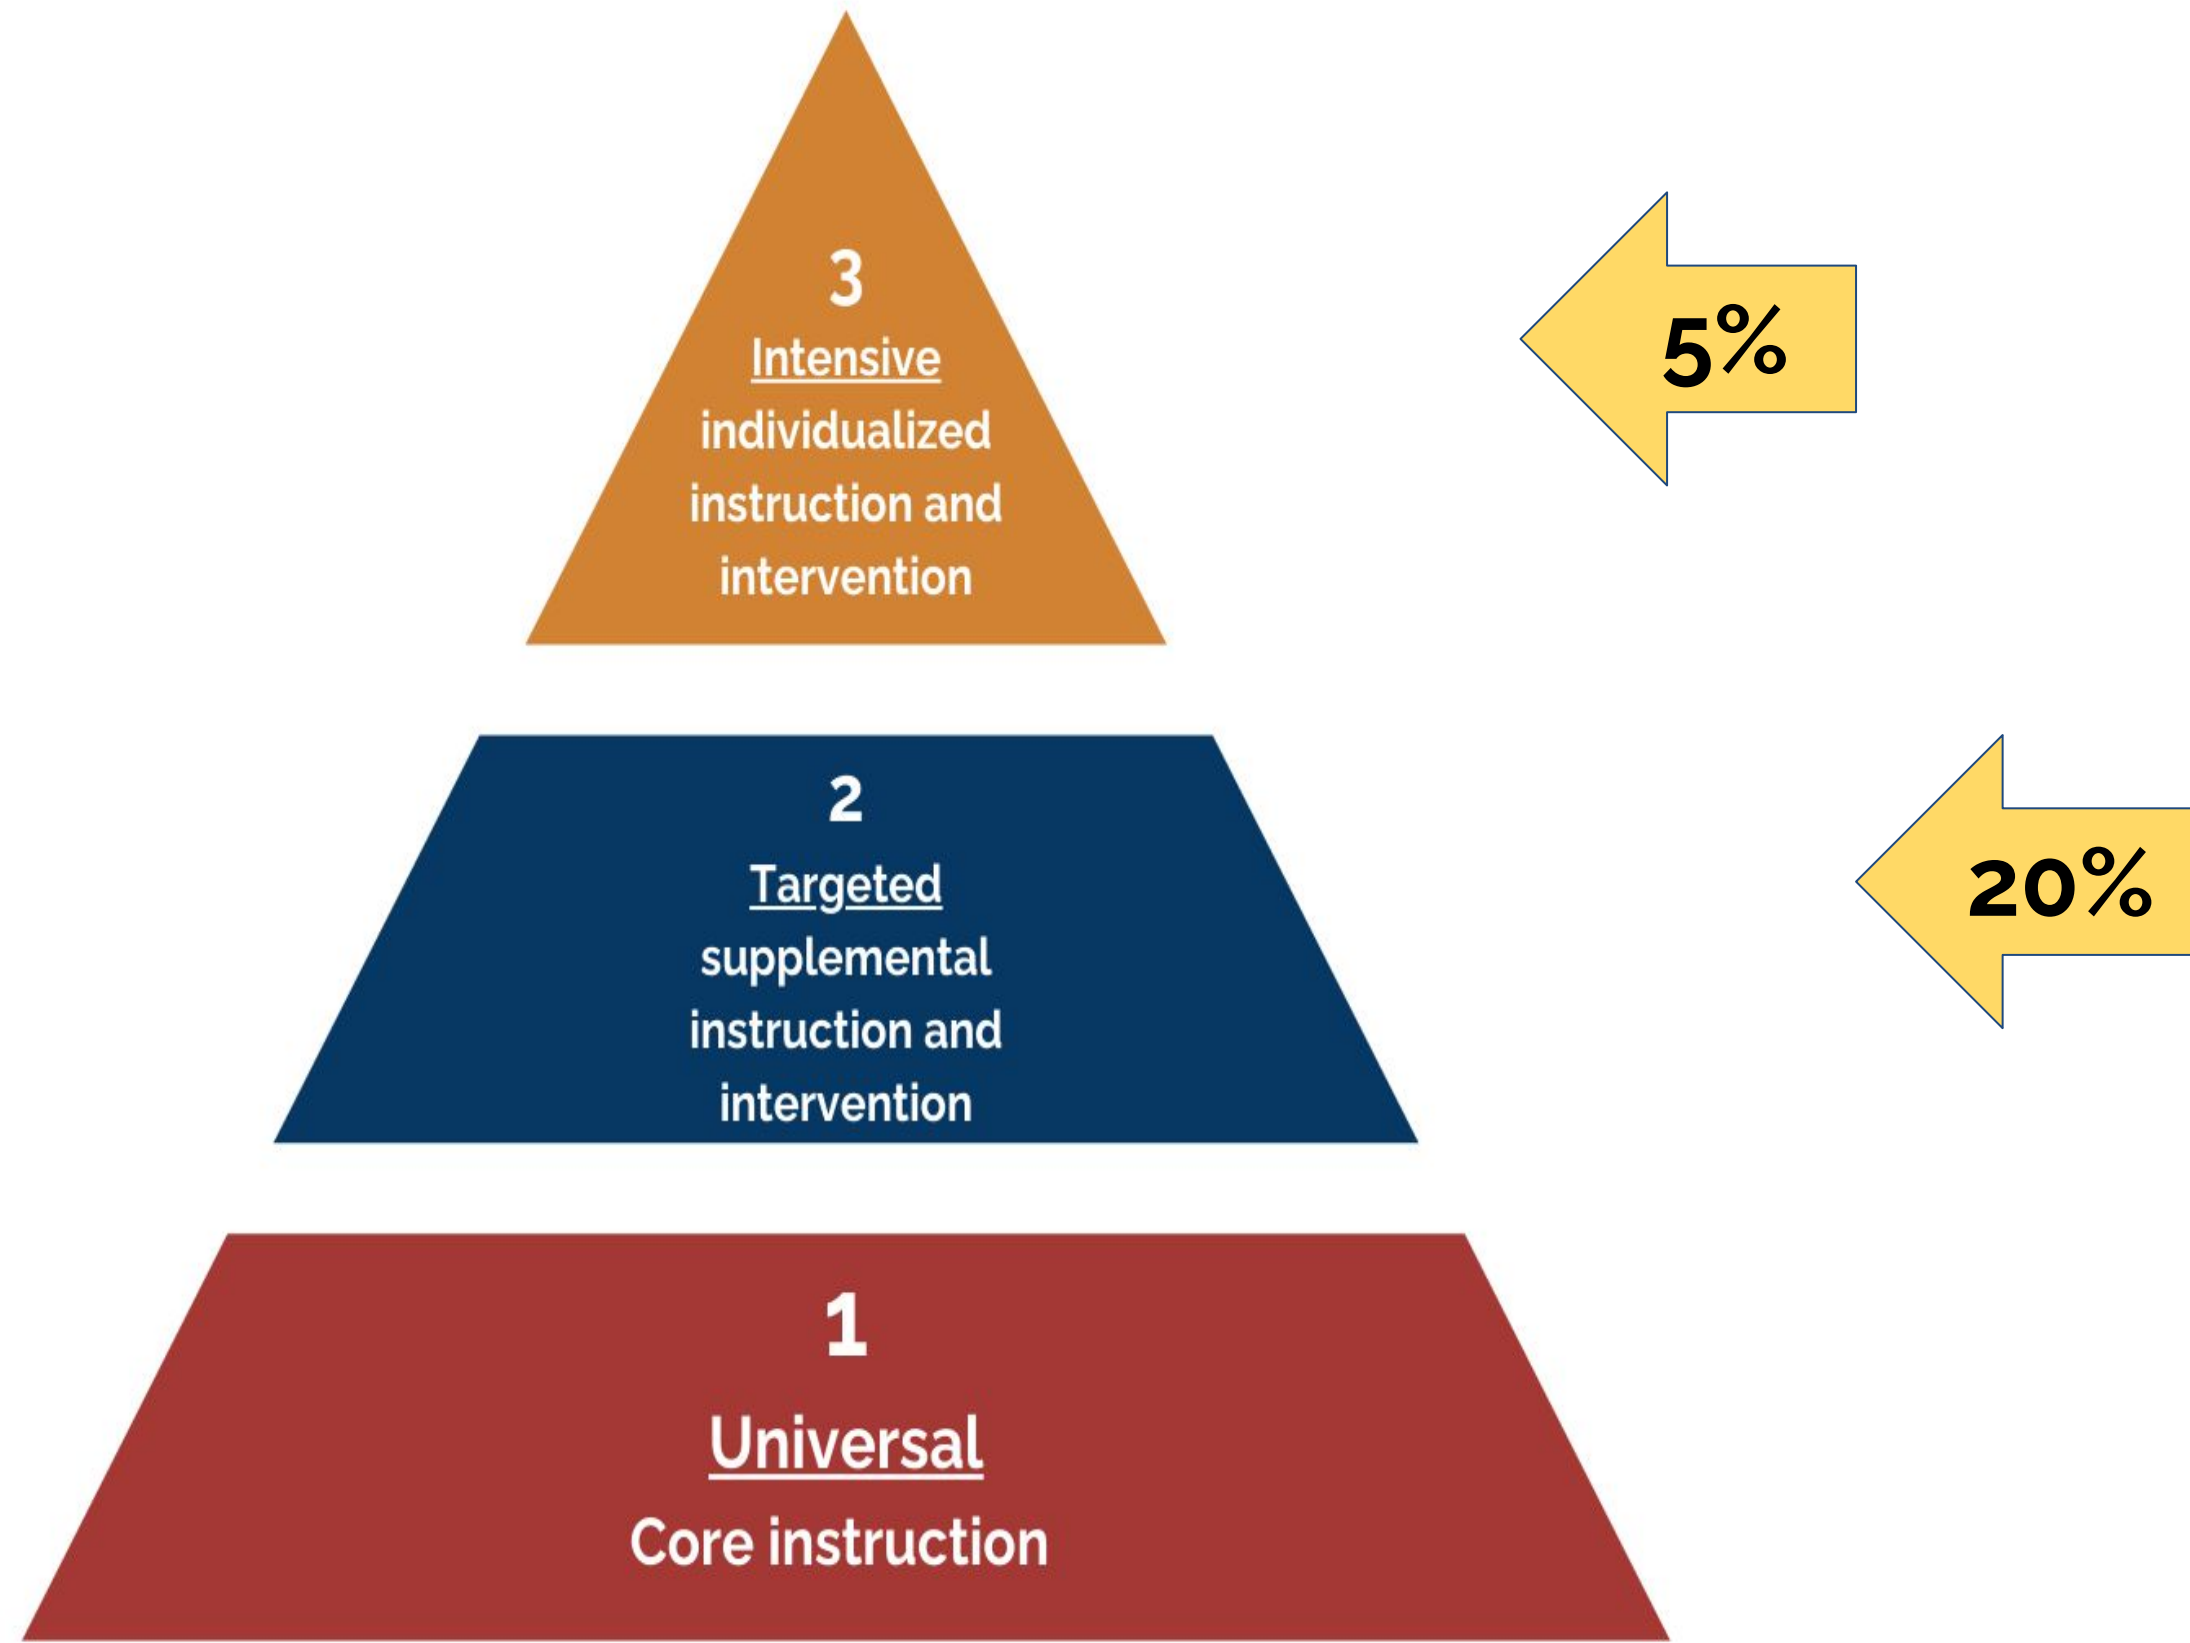 3
Intensive
individualized
instruction and
intervention
5%
2
Targeted
supplemental
instruction and
intervention
20%
1
Universal
Core instruction